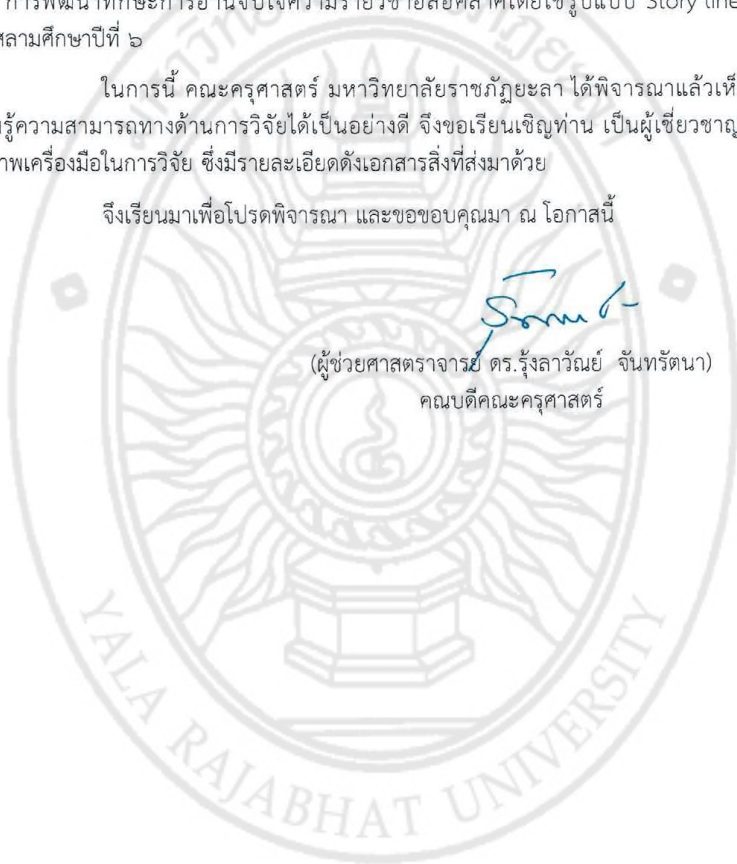 การพัฒนาทักษะการอ่านจับใจความรายวิชาอัลอัคลาคโดยใช้รูปแบบ Story line
สลามศึกษาปีที่ ๖
ในการนี้ คณะครุศาสตร์ มหาวิทยาลัยราชภัฏยะลา ได้พิจารณาแล้วเห็
รู้ความสามารถทางด้านการวิจัยได้เป็นอย่างดี จึงขอเรียนเชิญท่าน เป็นผู้เชี่ยวชาญ
าพเครื่องมือในการวิจัย ซึ่งมีรายละเอียดดังเอกสารสิ่งที่ส่งมาด้วย
จึงเรียนมาเพื่อโปรดพิจารณา และขอขอบคุณมา ณ โอกาสนี้
(ผู้ช่วยศาสตราจารย์ ดร.รุ้งลาวัณย์ จันทรัตนา)
คณบดีคณะครุศาสตร์
YALA RAJABHAT UNIVERSITY